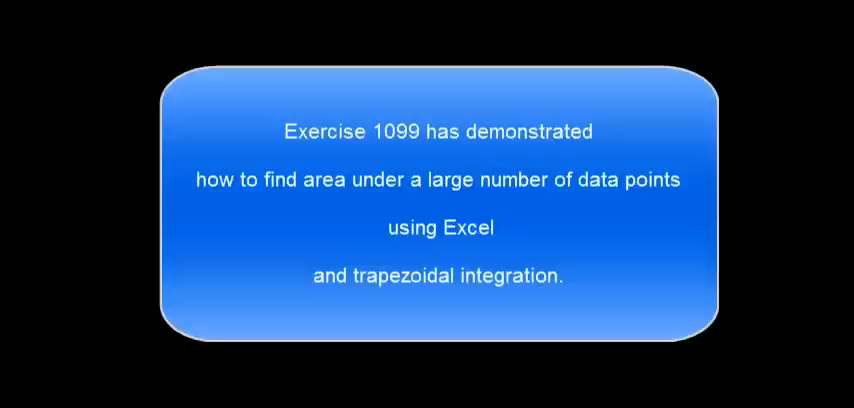 Exercise 1099 has demonstrated
how to find area under a large number of data points
using Excel
and trapezoidal integration.